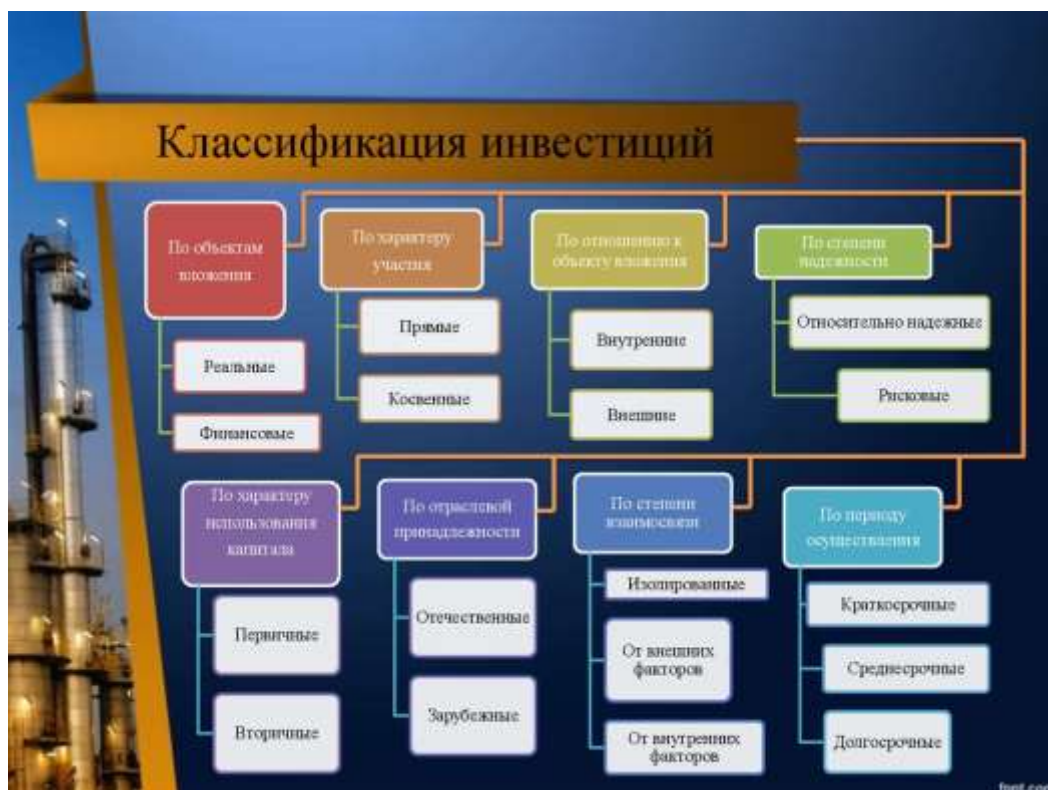 Классификация инвестиций
По объектам
вложения
Реальные
Финансовые
По характеру
участия
Прямые
Косвенные
По отношению к
объекту вложения
Внутренние
Внешние
По степени
надежности
Относительно надежные
Рисковые
По характеру
использования
капитала
Первичные
Вторичные
По отраслевой
принадлежности
Отечественные
Зарубежные
По степени
взаимосвязи
Изолированные
От внешних
факторов
От внутренних
факторов
По периоду
осуществления
Краткосрочные
Среднесрочные
Долгосрочные